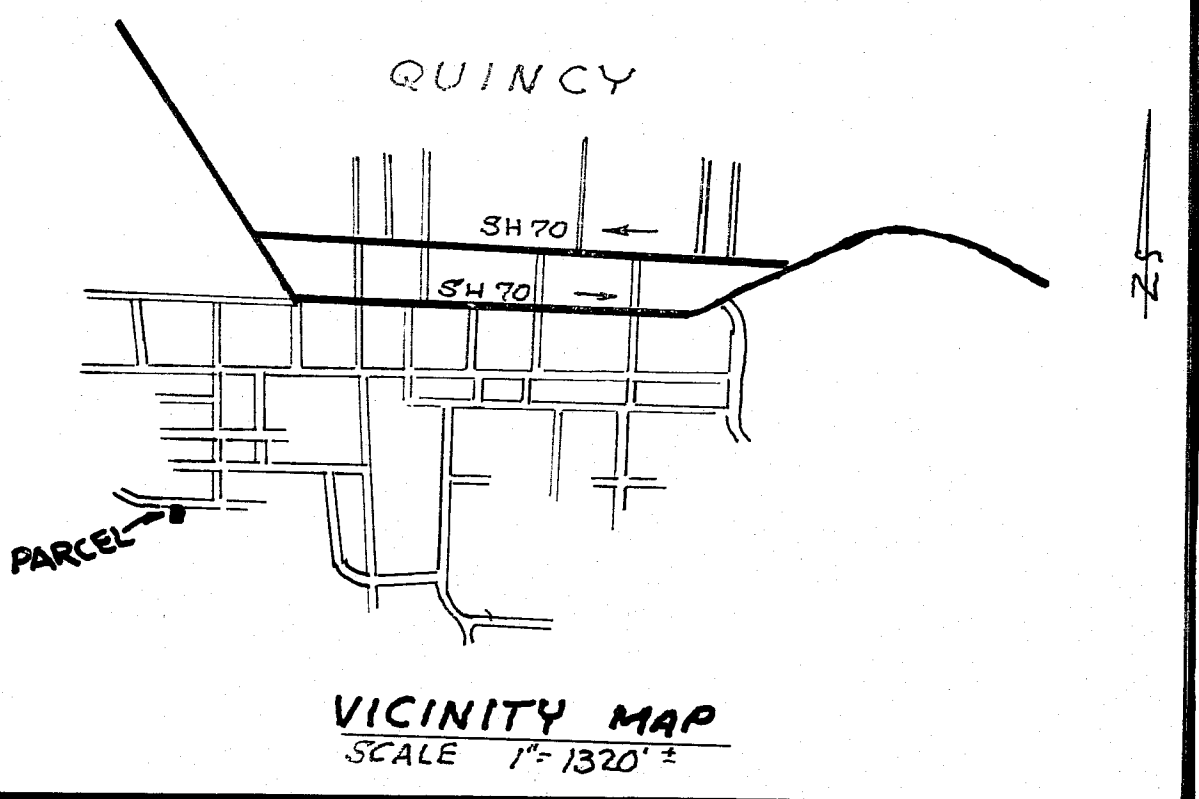 QUINCY
SH 70
SH 70
N
PARCEL
VICINITY MAP
SCALE 1"= 1320' ±